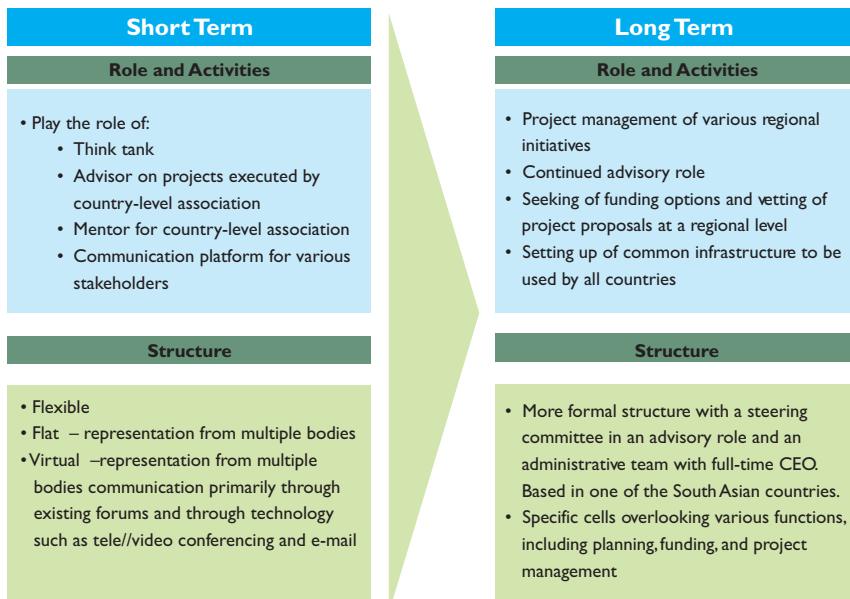 Short Term
Role and Activities
• Play the role of:
• Think tank
• Advisor on projects executed by
country-level association
• Mentor for country-level association
• Communication platform for various
stakeholders
Structure
• Flexible
• Flat – representation from multiple bodies
• Virtual –representation from multiple
bodies communication primarily through
existing forums and through technology
such as tele//video conferencing and e-mail
Long Term
Role and Activities
• Project management of various regional
initiatives
• Continued advisory role
• Seeking of funding options and vetting of
project proposals at a regional level
• Setting up of common infrastructure to be
used by all countries
Structure
• More formal structure with a steering
committee in an advisory role and an
administrative team with full-time CEO.
Based in one of the South Asian countries.
• Specific cells overlooking various functions,
including planning, funding, and project
management